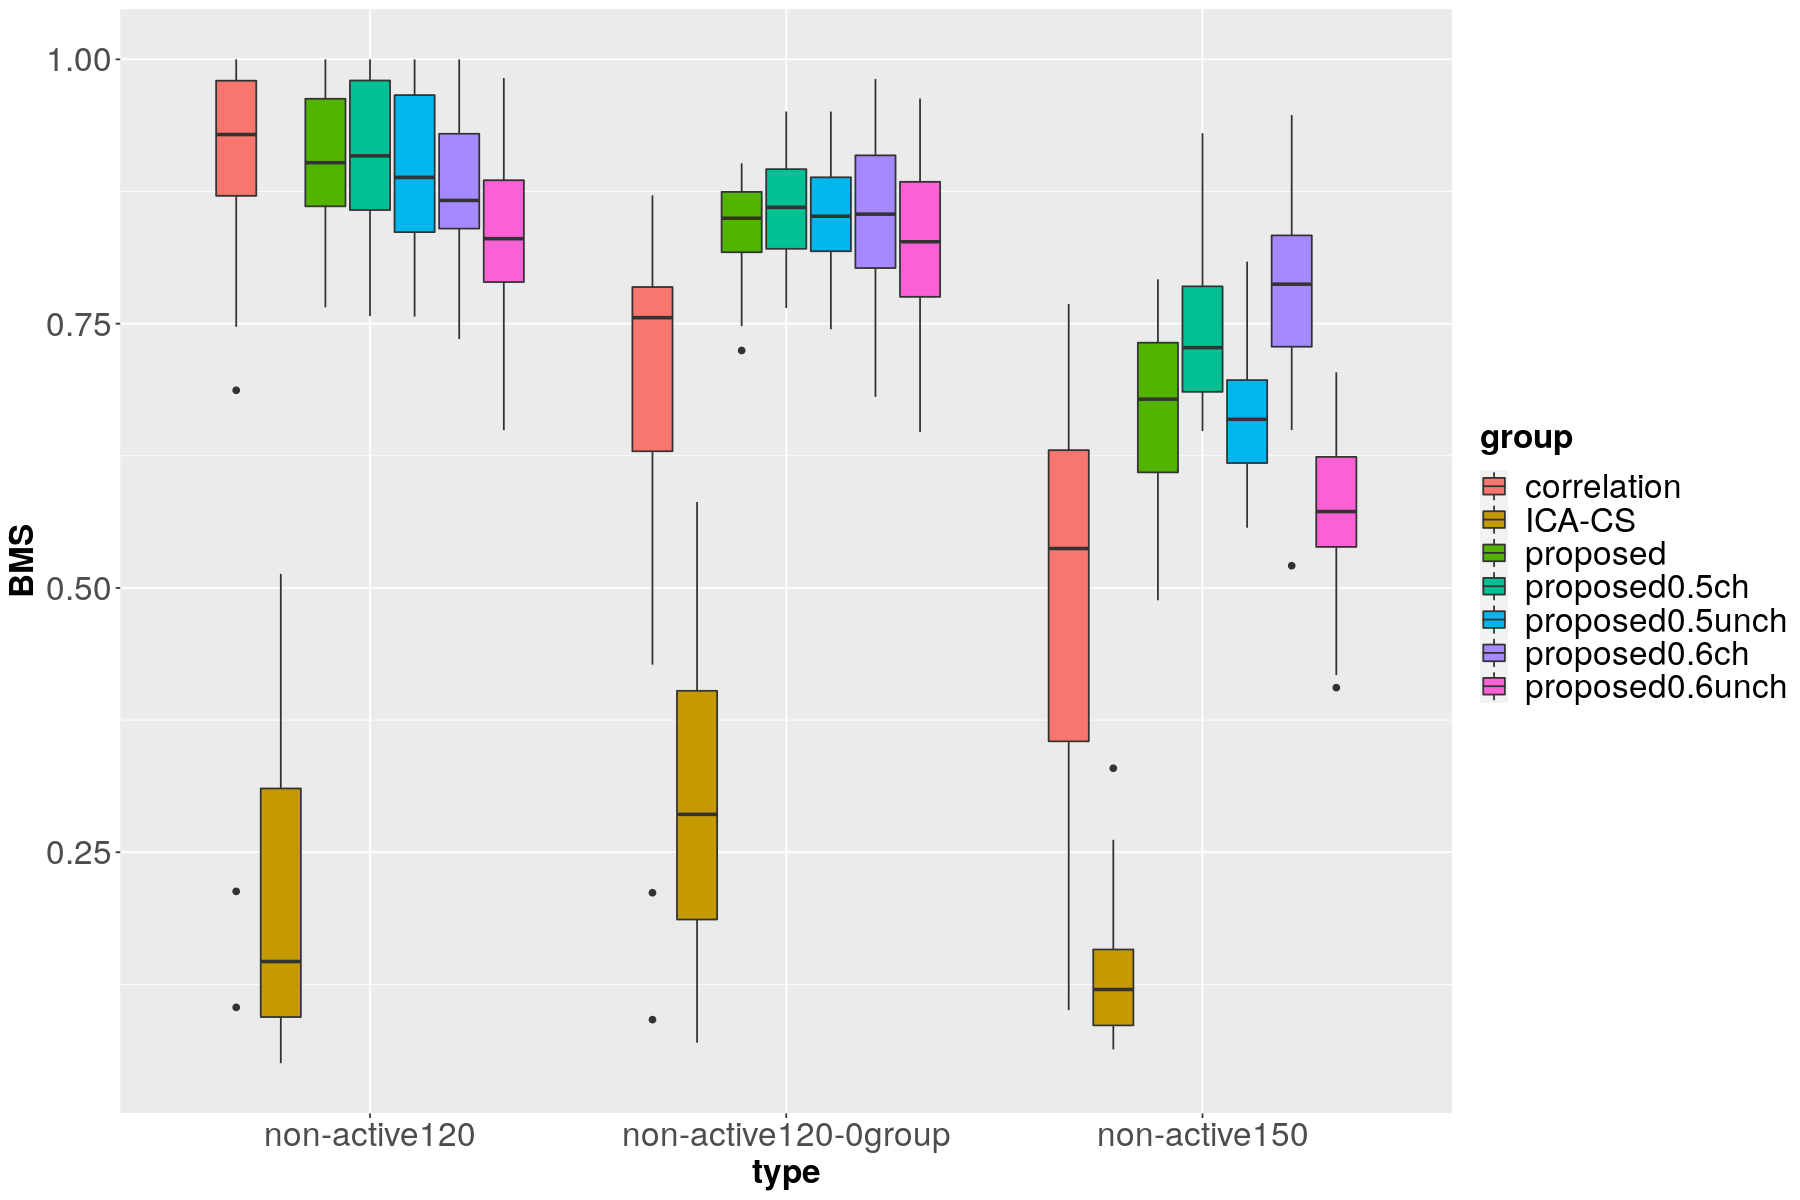 1.00
0.75
0.50
0.25
BMS
non-active120
non-active120-0group
non-active150
type
group
correlation
ICA-CS
proposed
proposed0.5ch
proposed0.5unch
proposed0.6ch
proposed0.6unch